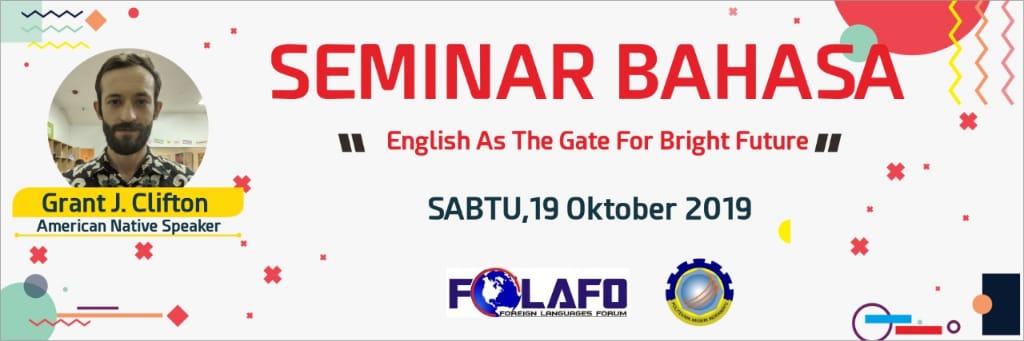 SEMINAR BAHASA
" English As The Gate For Bright Future "
SABTU,19 Oktober 2019
Grant J. Clifton
American Native Speaker
FOLAFO
FOREIGN LANGUAGES FORUM